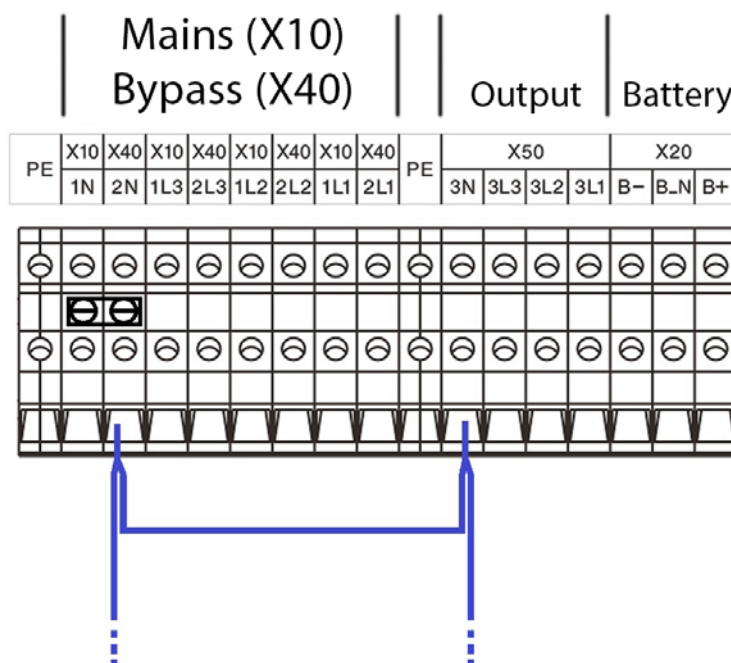 Mains (X10)
Bypass (X40)
Output
Battery
PE
X10 X40 X10 X40 X10 X40 X10 X40
1N 2N 1L3 2L3 1L2 2L2 1L1 2L1
PE
X50
3N 3L3 3L2 3L1
X20
B− B_N B+